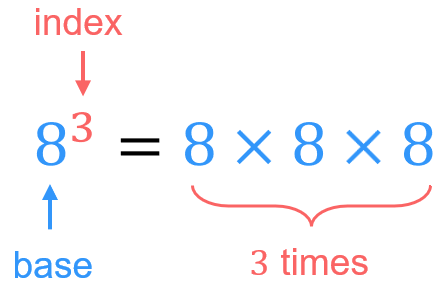 index
8³ = 8 × 8 × 8
base
3 times